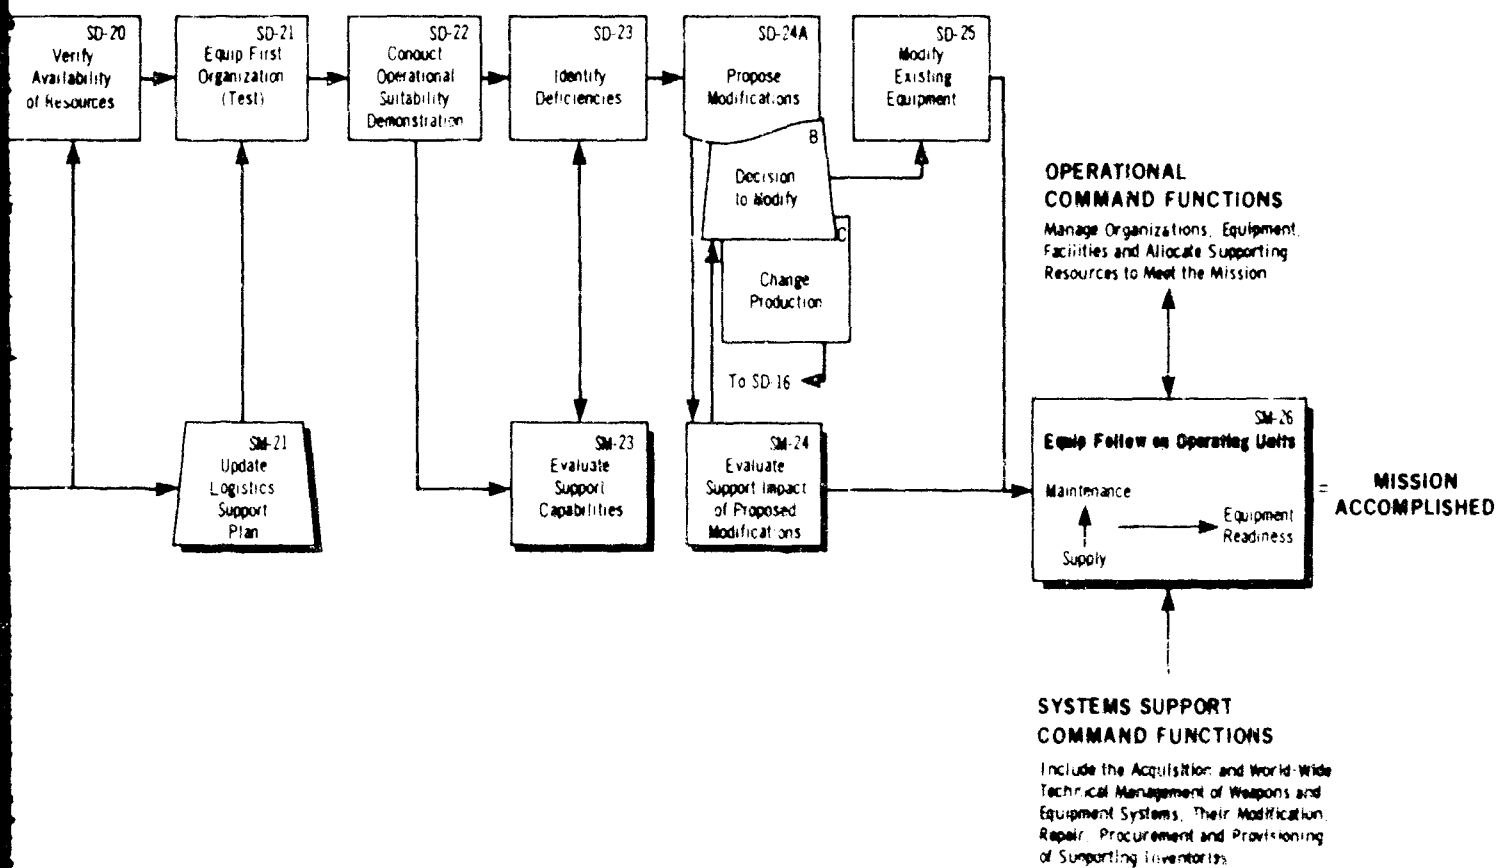 SD-20
Verify
Availability
of Resources
SD-21
Equip First
Organization
(Test)
SD-22
Conduct
Operational
Suitability
Demonstration
SD-23
Identify
Deficiencies
SD-24A
Propose
Modifications
SD-25
Modify
Existing
Equipment
B
Decision
to Modify
C
Change
Production
To SD-16
OPERATIONAL
COMMAND FUNCTIONS
Manage Organizations, Equipment,
Facilities and Allocate Supporting
Resources to Meet the Mission
SM-21
Update
Logistics
Support
Plan
SM-23
Evaluate
Support
Capabilities
SM-24
Evaluate
Support Impact
of Proposed
Modifications
SM-26
Equip Follow on Operating Units
Maintenance
Supply
Equipment
Readiness
=
MISSION
ACCOMPLISHED
SYSTEMS SUPPORT
COMMAND FUNCTIONS
Include the Acquisition and World-Wide
Technical Management of Weapons and
Equipment Systems, Their Modification,
Repair, Procurement and Provisioning
of Supporting Inventories